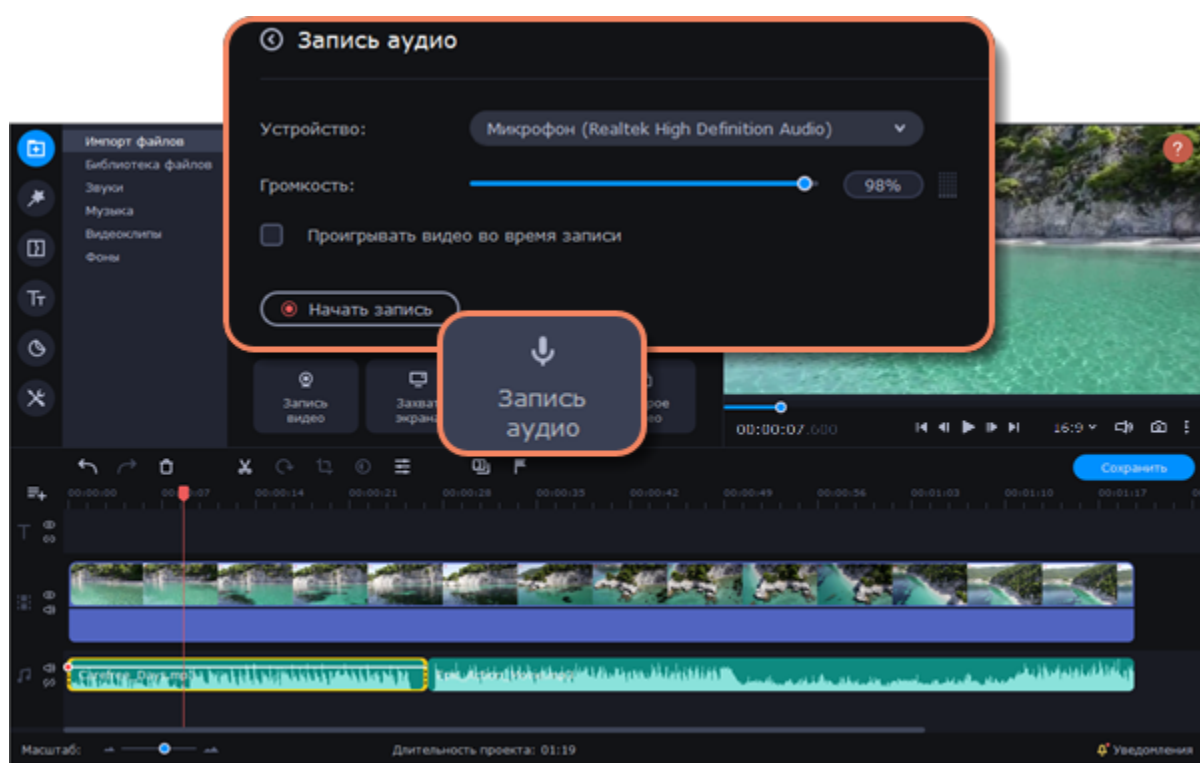 Запись аудио
Устройство:
Микрофон (Realtek High Definition Audio)
Громкость:
98%
Проигрывать видео во время записи
Начать запись
Импорт файлов
Библиотека файлов
Звуки
Музыка
Видеоклипы
Фоны
?
Tт
Запись
видео
Захват
экрана
Запись
аудио
00:00:07.600
16:9
Сохранить
00:00:00
00:00:14
00:00:21
00:00:28
00:00:35
00:00:42
00:00:49
00:00:56
00:01:03
00:01:10
00:01:17
T
Carefree_Days.mp3
Масштаб:
Длительность проекта: 01:19
Уведомления